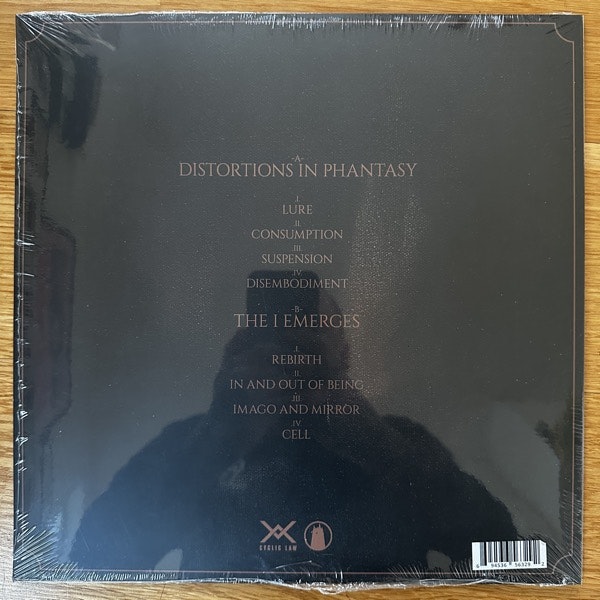 -A-
DISTORTIONS IN PHANTASY
I
LURE
II
CONSUMPTION
III
SUSPENSION
IV
DISEMBODIMENT
-B-
THE I EMERGES
I
REBIRTH
II
IN AND OUT OF BEING
III
IMAGO AND MIRROR
IV
CELL
CYCLIC LAW